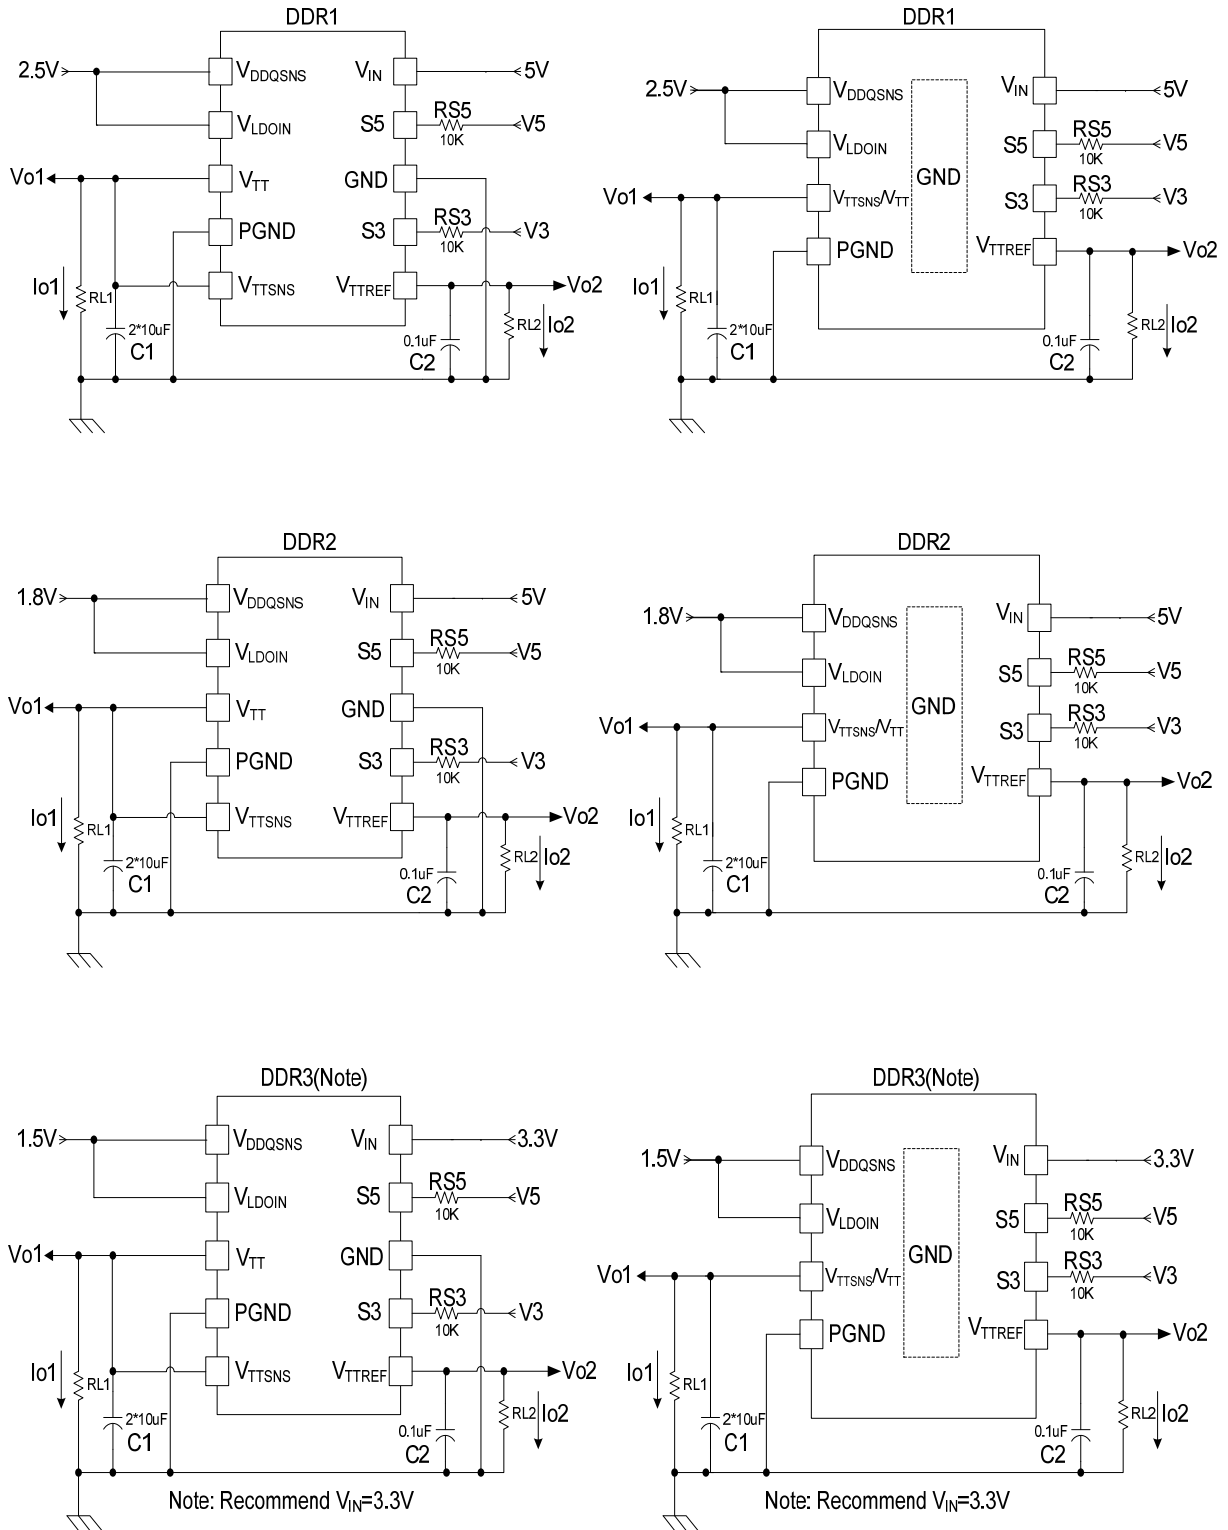 DDR1
2.5V
VDDQSNS
VIN
5V
VLDOIN
S5
RS5
10K
V5
Vo1
VTT
GND
PGND
S3
RS3
10K
V3
VTTSNS
VTTREF
Vo2
Io1
RL1
2*10uF
C1
0.1uF
C2
RL2
Io2
DDR1
2.5V
VDDQSNS
VIN
5V
VLDOIN
S5
RS5
10K
V5
GND
Vo1
VTTSNS/VTT
S3
RS3
10K
V3
PGND
VTTREF
Vo2
Io1
RL1
2*10uF
C1
0.1uF
C2
RL2
Io2
DDR2
1.8V
VDDQSNS
VIN
5V
VLDOIN
S5
RS5
10K
V5
Vo1
VTT
GND
PGND
S3
RS3
10K
V3
VTTSNS
VTTREF
Vo2
Io1
RL1
2*10uF
C1
0.1uF
C2
RL2
Io2
DDR2
1.8V
VDDQSNS
VIN
5V
VLDOIN
S5
RS5
10K
V5
GND
Vo1
VTTSNS/VTT
S3
RS3
10K
V3
PGND
VTTREF
Vo2
Io1
RL1
2*10uF
C1
0.1uF
C2
RL2
Io2
DDR3(Note)
1.5V
VDDQSNS
VIN
3.3V
VLDOIN
S5
RS5
10K
V5
Vo1
VTT
GND
PGND
S3
RS3
10K
V3
VTTSNS
VTTREF
Vo2
Io1
RL1
2*10uF
C1
0.1uF
C2
RL2
Io2
Note: Recommend VIN=3.3V
DDR3(Note)
1.5V
VDDQSNS
VIN
3.3V
VLDOIN
S5
RS5
10K
V5
GND
Vo1
VTTSNS/VTT
S3
RS3
10K
V3
PGND
VTTREF
Vo2
Io1
RL1
2*10uF
C1
0.1uF
C2
RL2
Io2
Note: Recommend VIN=3.3V